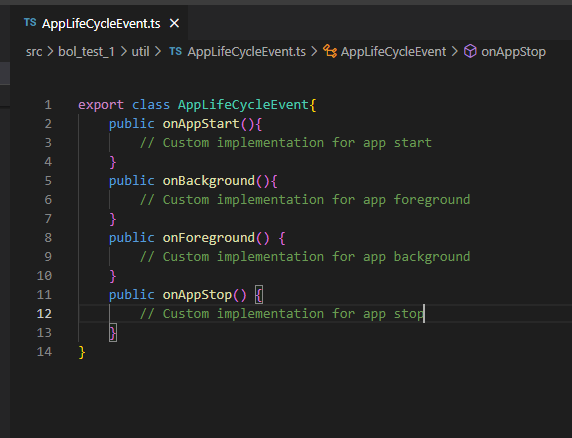 TS AppLifeCycleEvent.ts ×
src > bol_test_1 > util > TS AppLifeCycleEvent.ts > AppLifeCycleEvent > onAppStop
1 export class AppLifeCycleEvent{
2     public onAppStart(){
3         // Custom implementation for app start
4     }
5     public onBackground(){
6         // Custom implementation for app foreground
7     }
8     public onForeground() {
9         // Custom implementation for app background
10     }
11     public onAppStop() {
12         // Custom implementation for app stop
13     }
14 }